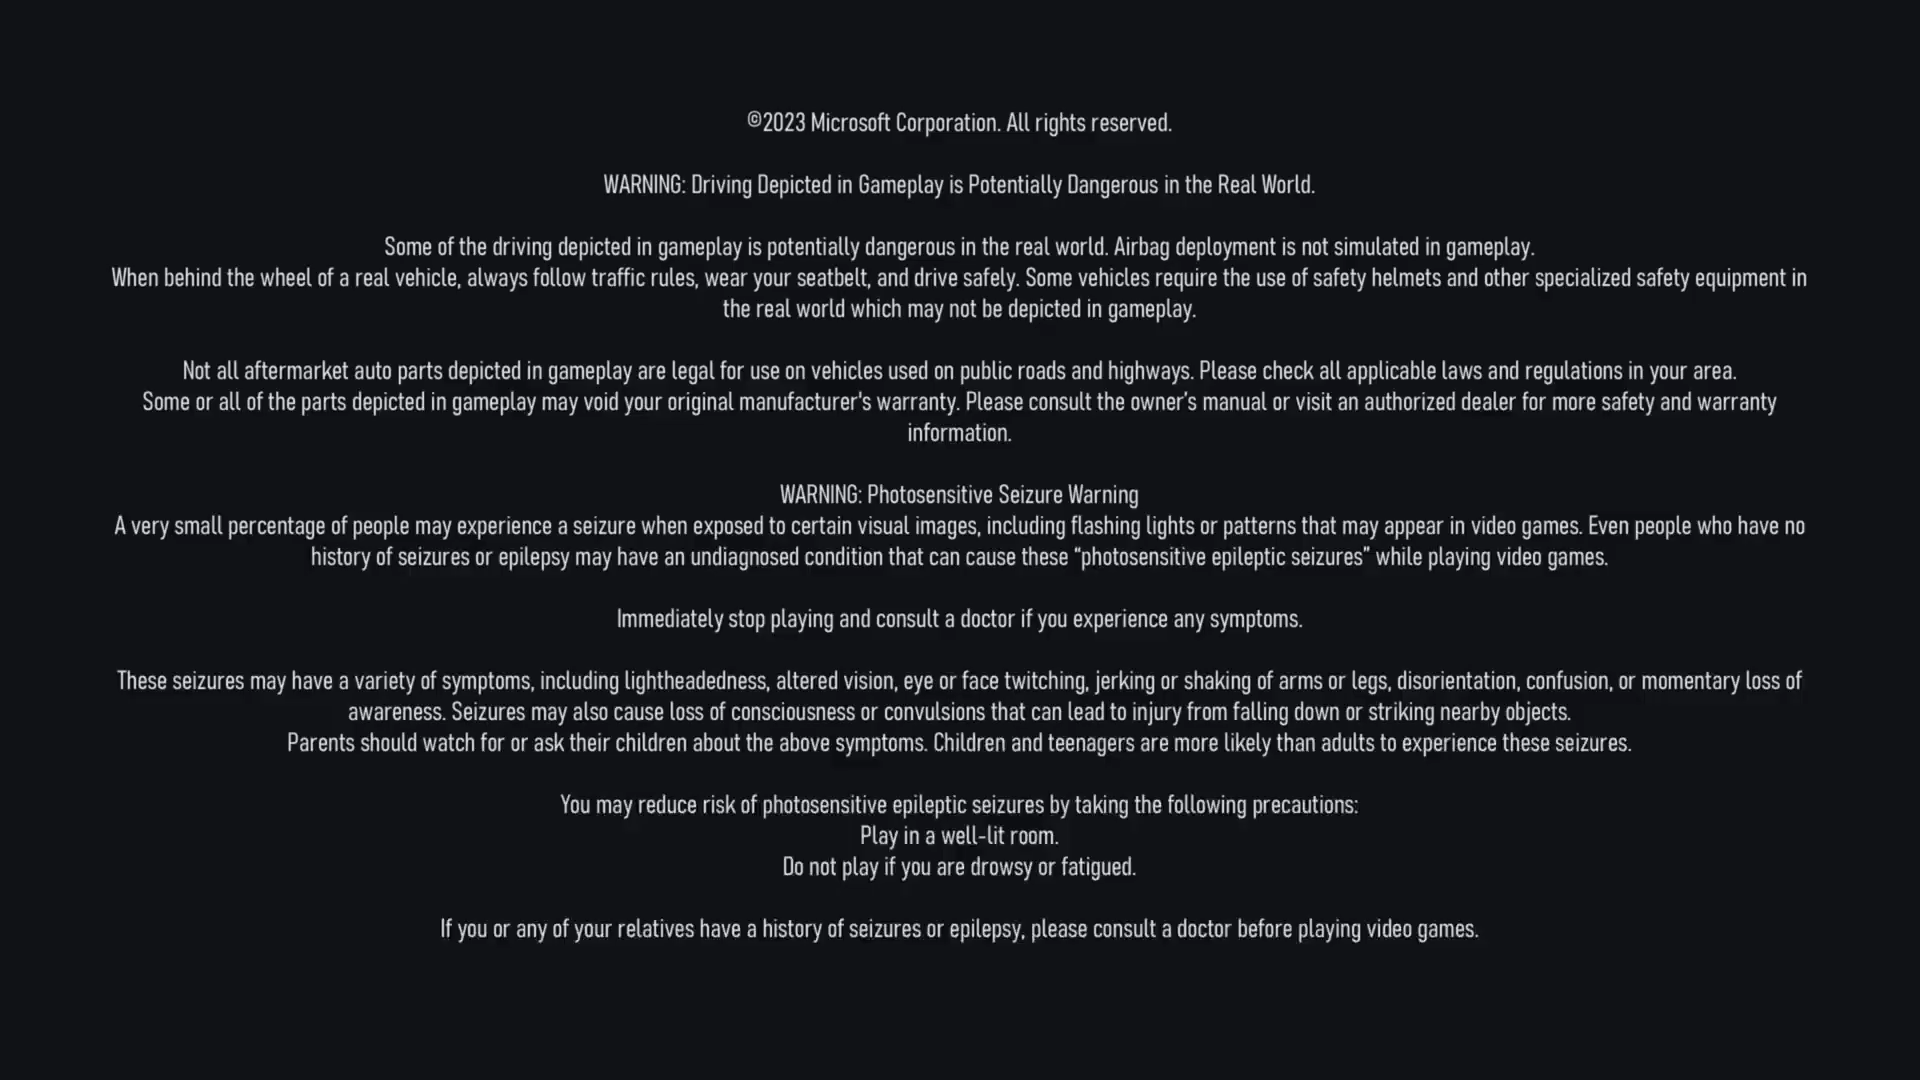 ©2023 Microsoft Corporation. All rights reserved.
WARNING: Driving Depicted in Gameplay is Potentially Dangerous in the Real World.
Some of the driving depicted in gameplay is potentially dangerous in the real world. Airbag deployment is not simulated in gameplay.
When behind the wheel of a real vehicle, always follow traffic rules, wear your seatbelt, and drive safely. Some vehicles require the use of safety helmets and other specialized safety equipment in
the real world which may not be depicted in gameplay.
Not all aftermarket auto parts depicted in gameplay are legal for use on vehicles used on public roads and highways. Please check all applicable laws and regulations in your area.
Some or all of the parts depicted in gameplay may void your original manufacturer's warranty. Please consult the owner’s manual or visit an authorized dealer for more safety and warranty
information.
WARNING: Photosensitive Seizure Warning
A very small percentage of people may experience a seizure when exposed to certain visual images, including flashing lights or patterns that may appear in video games. Even people who have no
history of seizures or epilepsy may have an undiagnosed condition that can cause these “photosensitive epileptic seizures” while playing video games.
Immediately stop playing and consult a doctor if you experience any symptoms.
These seizures may have a variety of symptoms, including lightheadedness, altered vision, eye or face twitching, jerking or shaking of arms or legs, disorientation, confusion, or momentary loss of
awareness. Seizures may also cause loss of consciousness or convulsions that can lead to injury from falling down or striking nearby objects.
Parents should watch for or ask their children about the above symptoms. Children and teenagers are more likely than adults to experience these seizures.
You may reduce risk of photosensitive epileptic seizures by taking the following precautions:
Play in a well-lit room.
Do not play if you are drowsy or fatigued.
If you or any of your relatives have a history of seizures or epilepsy, please consult a doctor before playing video games.